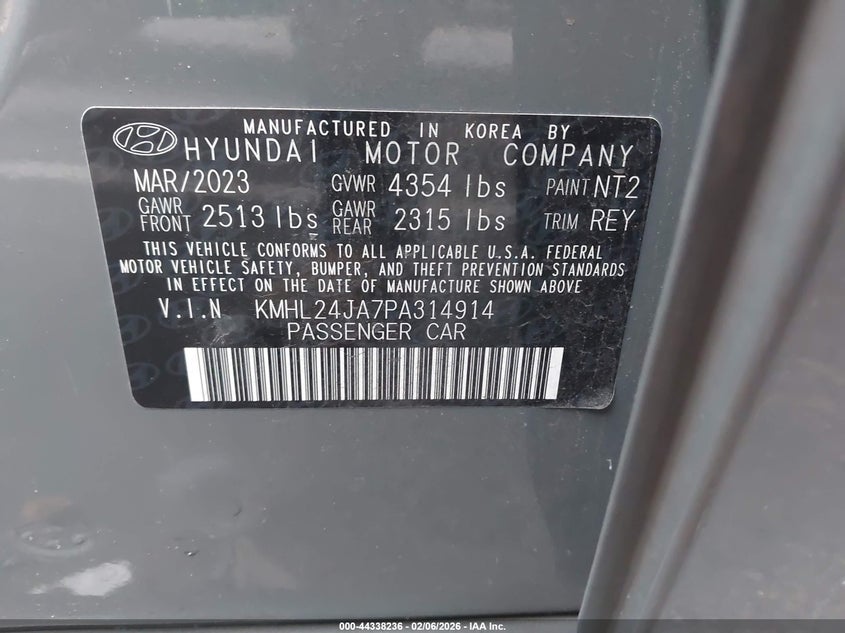 MANUFACTURED IN KOREA BY
HYUNDAI MOTOR COMPANY
MAR/2023 GVWR 4354 lbs PAINT NT2
GAWR FRONT 2513 lbs GAWR REAR 2315 lbs TRIM REY
THIS VEHICLE CONFORMS TO ALL APPLICABLE U.S.A. FEDERAL
MOTOR VEHICLE SAFETY, BUMPER, AND THEFT PREVENTION STANDARDS
IN EFFECT ON THE DATE OF MANUFACTURE SHOWN ABOVE
V.I.N KMHL24JA7PA314914
PASSENGER CAR
000-44338236 - 02/06/2026 - IAA Inc.